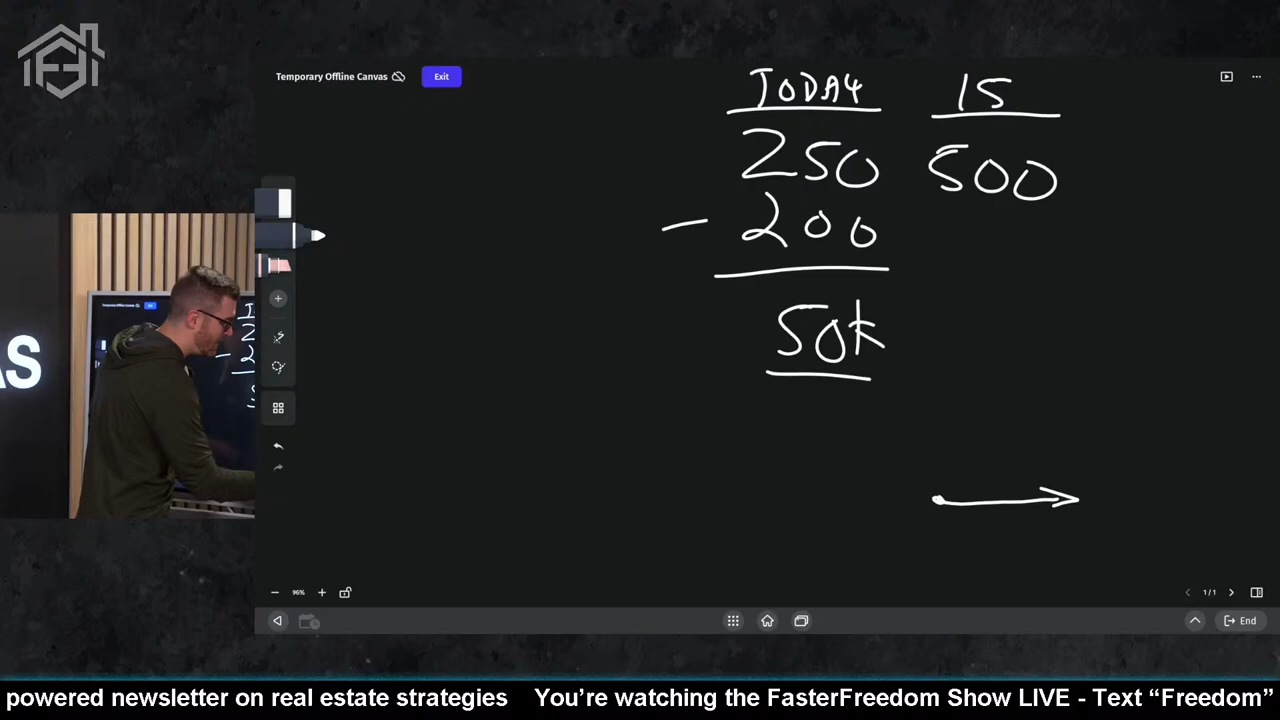 Temporary Offline Canvas Exit
TODAY 15
250 500
- 200
50k
AS
96%
1/1
End
powered newsletter on real estate strategies You’re watching the FasterFreedom Show LIVE - Text “Freedom”